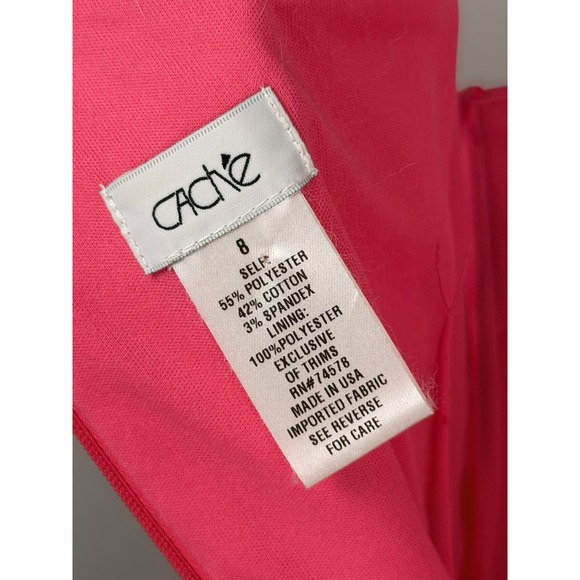 CACHÉ
8
SELF:
55% POLYESTER
42% COTTON
3% SPANDEX
LINING:
100%POLYESTER
EXCLUSIVE
OF TRIMS
RN#74578
MADE IN USA
IMPORTED FABRIC
SEE REVERSE
FOR CARE